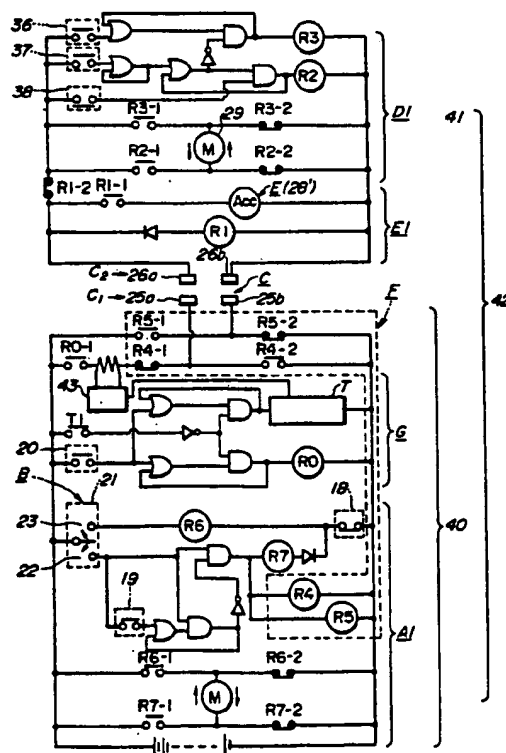 36
37
38
R3
R2
R3-1
R3-2
29
M
R2-1
R2-2
D1
41
R1-2
R1-1
Acc
E(28')
R1
E1
26b
C2→26a
C
C1→25a
25b
42
E
R5-1
R5-2
R0-1
R4-1
R4-2
43
T
T1
G
20
R0
B
21
23
R6
18
22
R7
40
19
R4
R5
A1
R6-1
R6-2
M
R7-1
R7-2